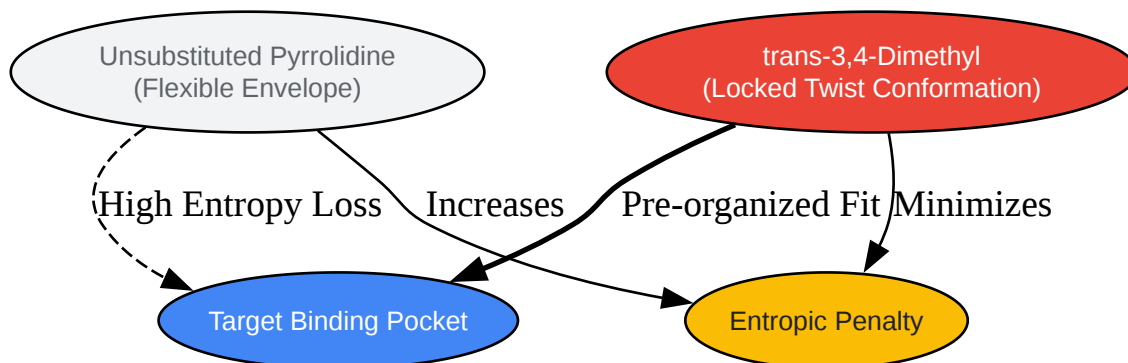 Unsubstituted Pyrrolidine
(Flexible Envelope)
trans-3,4-Dimethyl
(Locked Twist Conformation)
High Entropy Loss
Increases
Pre-organized Fit
Minimizes
Target Binding Pocket
Entropic Penalty